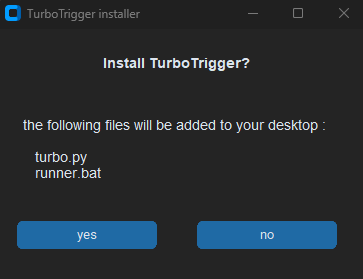 TurboTrigger installer
Install TurboTrigger?
the following files will be added to your desktop :
turbo.py
runner.bat
yes
no